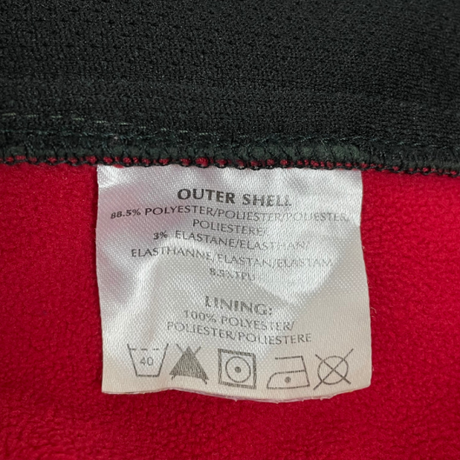 OUTER SHELL
88.5% POLYESTER/POLIESTER/POLIESTER,
POLIESTERE/
3% ELASTANE/ELASTHAN/
ELASTHANNE/ELASTAN/ELASTAM
8.5%TPU
LINING:
100% POLYESTER/
POLIESTER/POLIESTERE
40